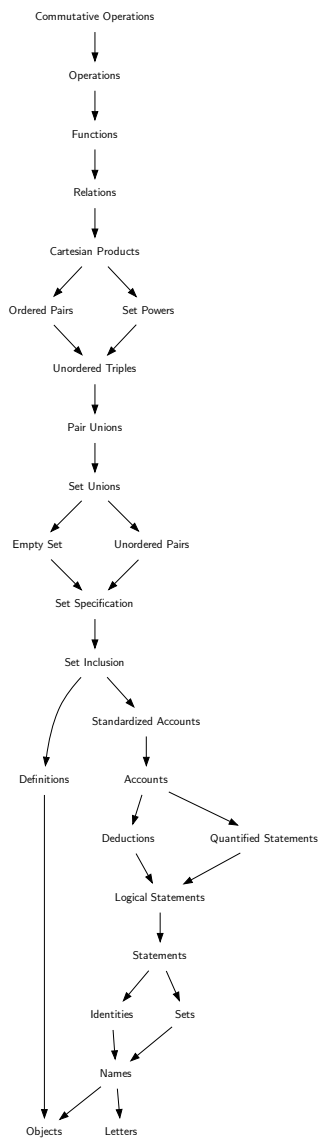 Commutative Operations
Operations
Functions
Relations
Cartesian Products
Ordered Pairs
Set Powers
Unordered Triples
Pair Unions
Set Unions
Empty Set
Unordered Pairs
Set Specification
Set Inclusion
Standardized Accounts
Definitions
Accounts
Deductions
Quantified Statements
Logical Statements
Statements
Identities
Sets
Names
Objects
Letters